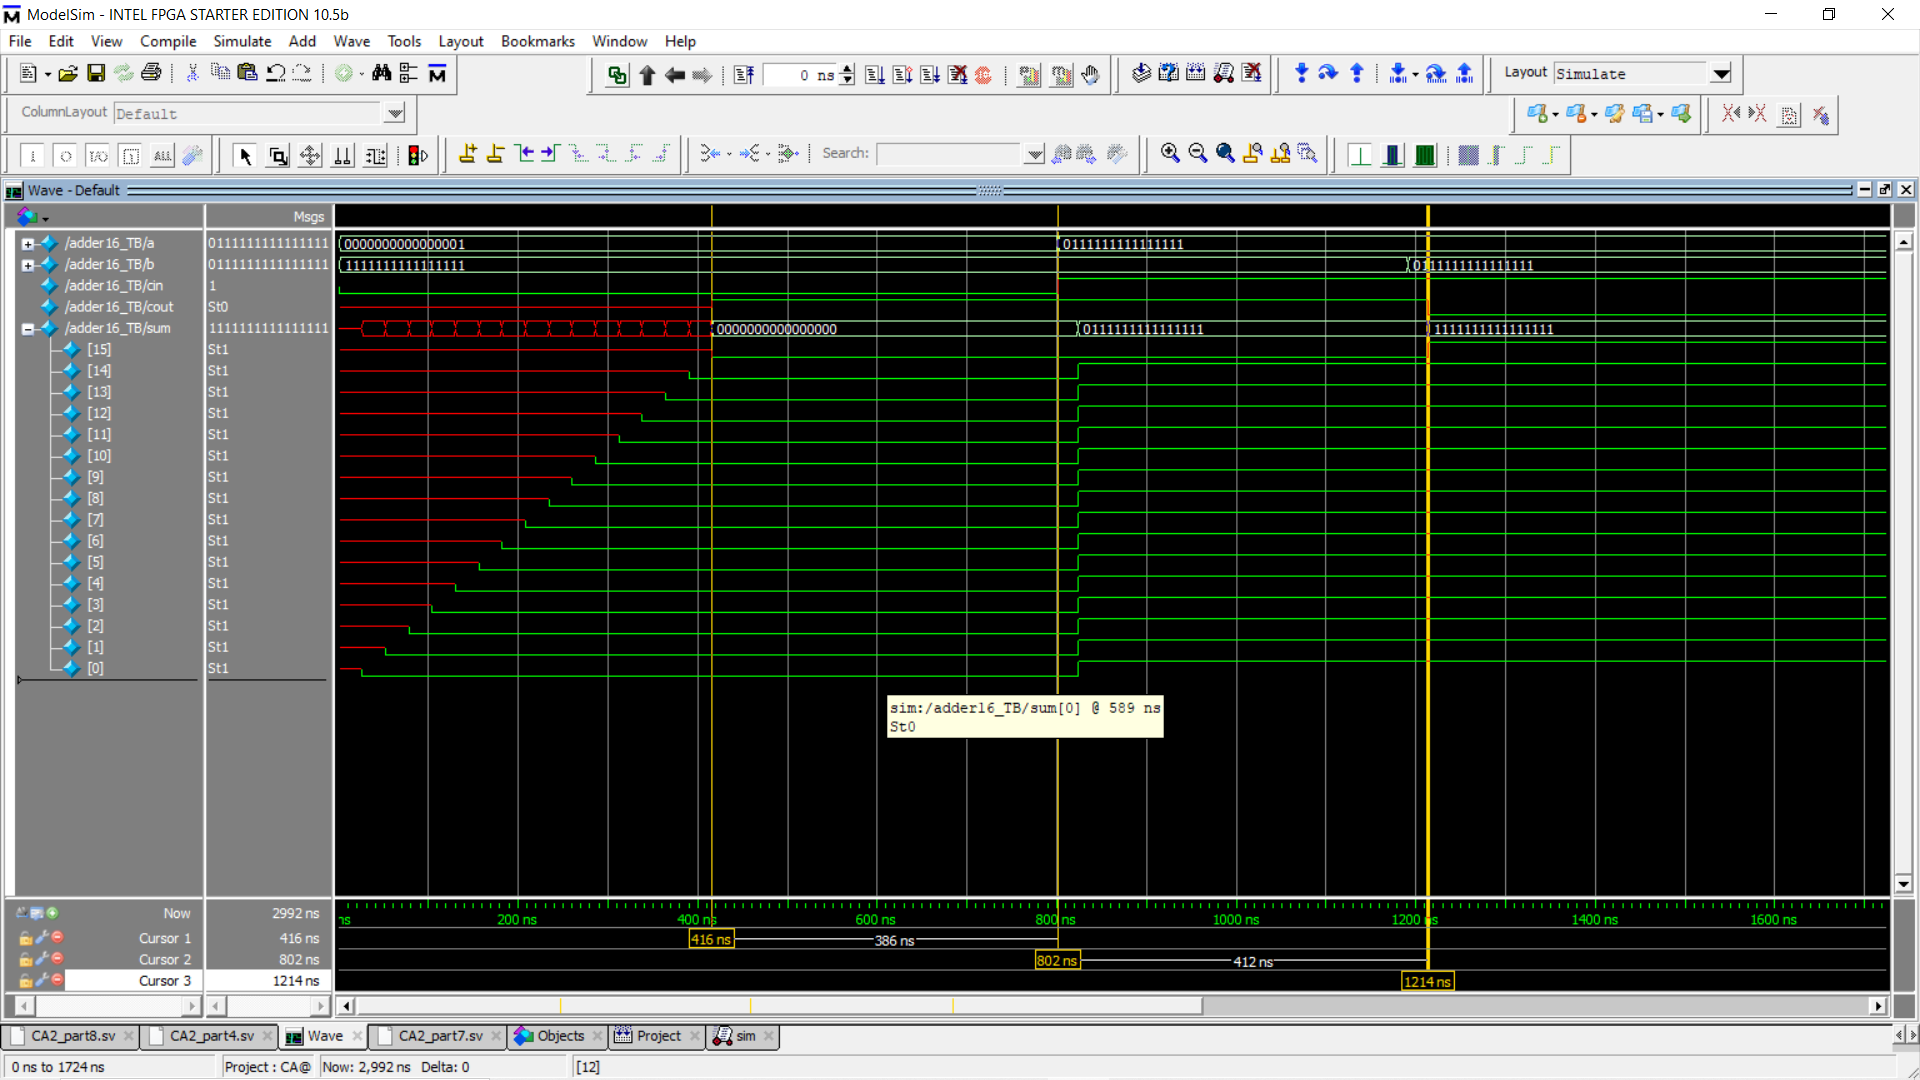 ModelSim - INTEL FPGA STARTER EDITION 10.5b
File Edit View Compile Simulate Add Wave Tools Layout Bookmarks Window Help
0 ns
Layout Simulate
ColumnLayout Default
Search:
Wave - Default
Msgs
/adder16_TB/a 0111111111111111 0000000000000001 0111111111111111
/adder16_TB/b 0111111111111111 1111111111111111 0111111111111111
/adder16_TB/cin 1
/adder16_TB/cout St0
/adder16_TB/sum 1111111111111111 0000000000000000 0111111111111111 1111111111111111
[15] St1
[14] St1
[13] St1
[12] St1
[11] St1
[10] St1
[9] St1
[8] St1
[7] St1
[6] St1
[5] St1
[4] St1
[3] St1
[2] St1
[1] St1
[0] St1
sim:/adder16_TB/sum[0] @ 589 ns
St0
Now 2992 ns ns 200 ns 400 ns 600 ns 800 ns 1000 ns 1200 ns 1400 ns 1600 ns
Cursor 1 416 ns 416 ns 386 ns
Cursor 2 802 ns 802 ns 412 ns
Cursor 3 1214 ns 1214 ns
CA2_part8.sv CA2_part4.sv Wave CA2_part7.sv Objects Project sim
0 ns to 1724 ns Project : CA@ Now: 2,992 ns Delta: 0 [12]